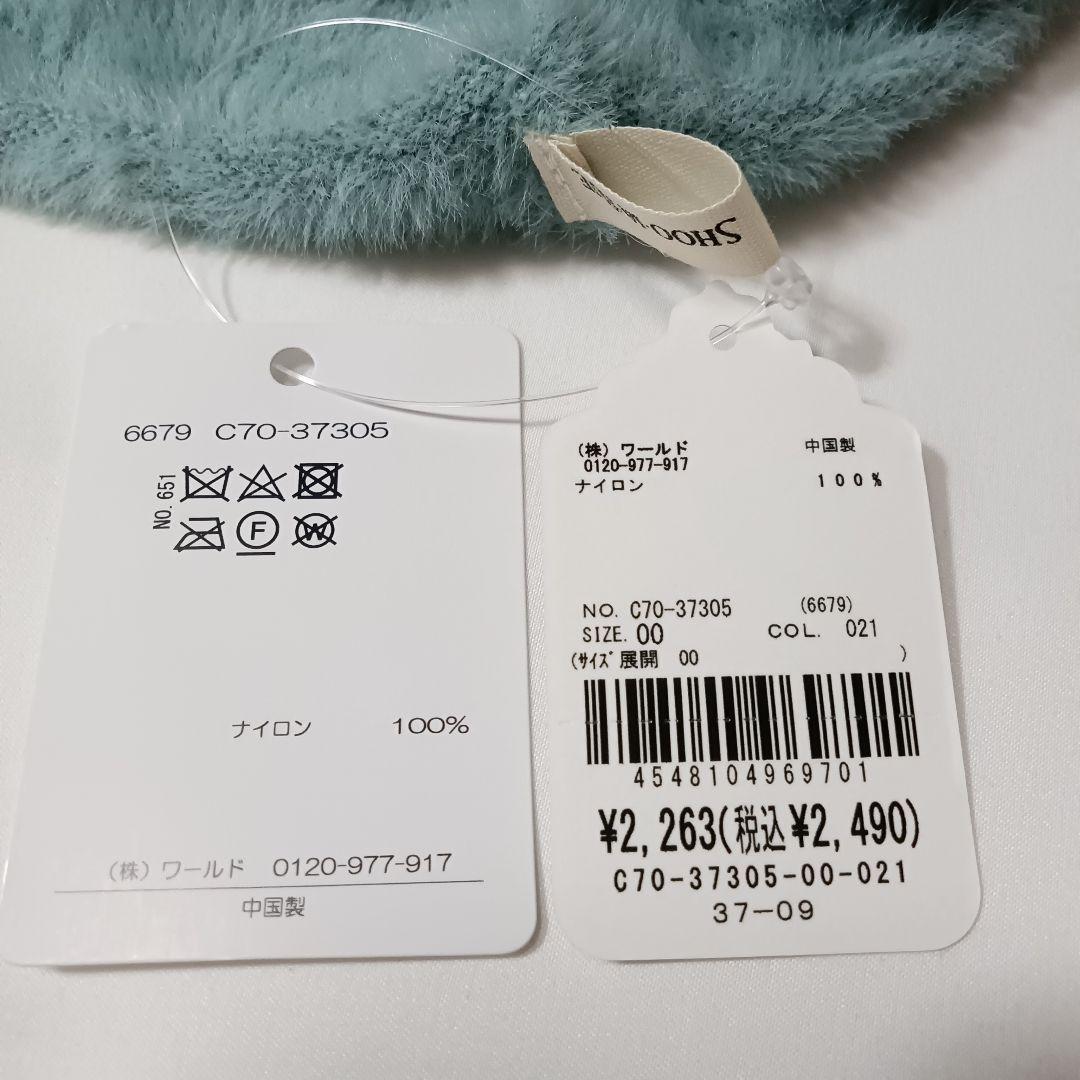 SHOO
6679 C70-37305
NO. 651
F
W
ナイロン 100%
(株) ワールド 0120-977-917
中国製
(株) ワールド 中国製
0120-977-917
ナイロン 100%
NO. C70-37305 (6679)
SIZE. 00 COL. 021
(ｻｲｽﾞ展開 00 )
4548104969701
¥2,263(税込¥2,490)
C70-37305-00-021
37-09